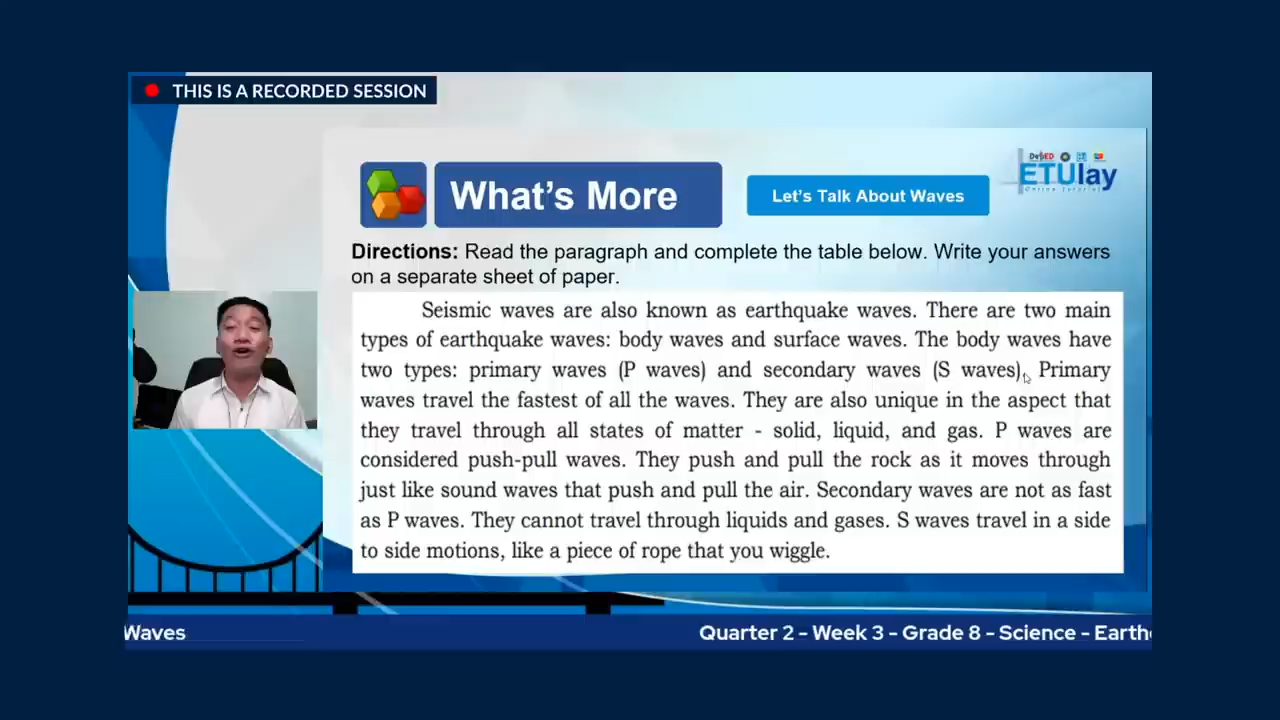 THIS IS A RECORDED SESSION
DepED
ETUlay
Online Tutorial
What's More
Let's Talk About Waves
Directions: Read the paragraph and complete the table below. Write your answers
on a separate sheet of paper.
Seismic waves are also known as earthquake waves. There are two main
types of earthquake waves: body waves and surface waves. The body waves have
two types: primary waves (P waves) and secondary waves (S waves). Primary
waves travel the fastest of all the waves. They are also unique in the aspect that
they travel through all states of matter - solid, liquid, and gas. P waves are
considered push-pull waves. They push and pull the rock as it moves through
just like sound waves that push and pull the air. Secondary waves are not as fast
as P waves. They cannot travel through liquids and gases. S waves travel in a side
to side motions, like a piece of rope that you wiggle.
Waves Quarter 2 - Week 3 - Grade 8 - Science - Earthq